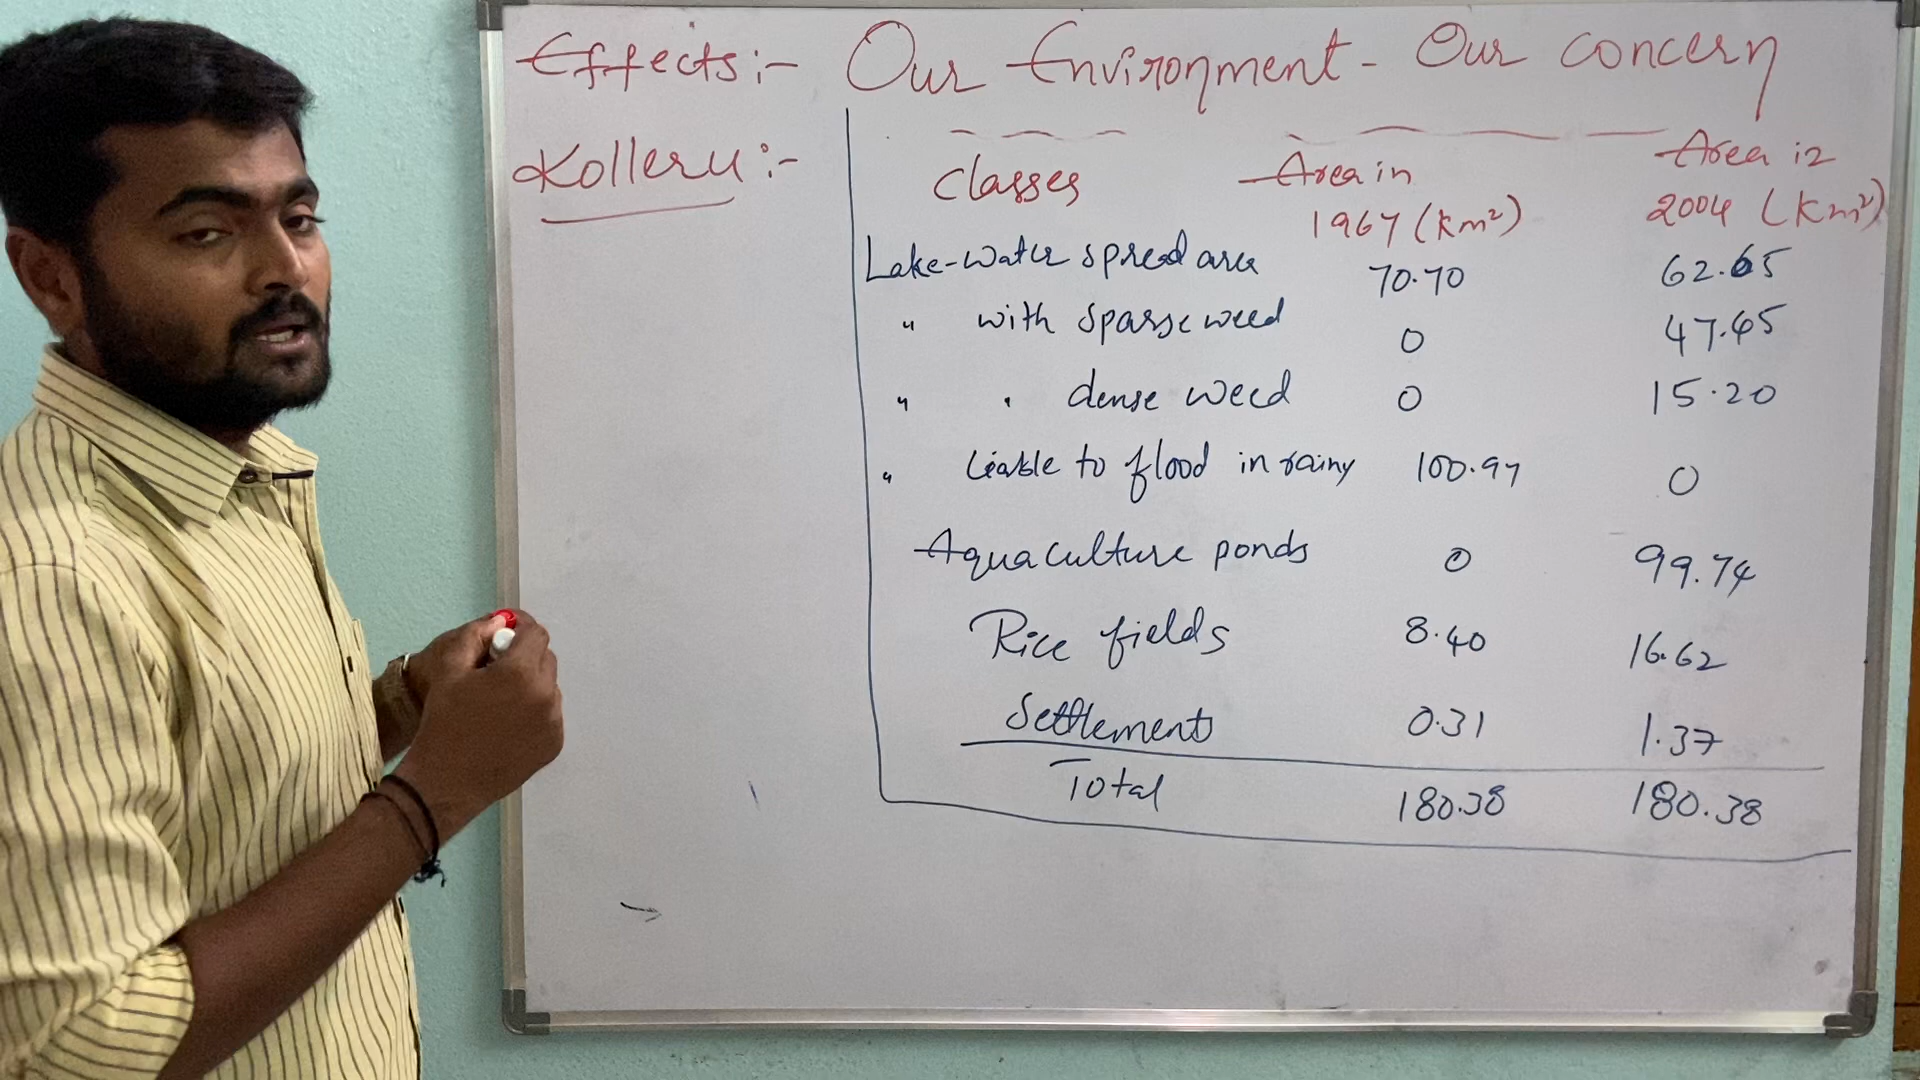 Effects:- Our Environment - Our concern
Kolleru:-
Classes Area in 1967 (Km²) Area in 2004 (Km²)
Lake-water spread area 70.70 62.65
" with sparse weed 0 47.45
" " dense weed 0 15.20
" Liable to flood in rainy 100.97 0
Aquaculture ponds 0 99.74
Rice fields 8.40 16.62
Settlements 0.31 1.37
Total 180.38 180.38